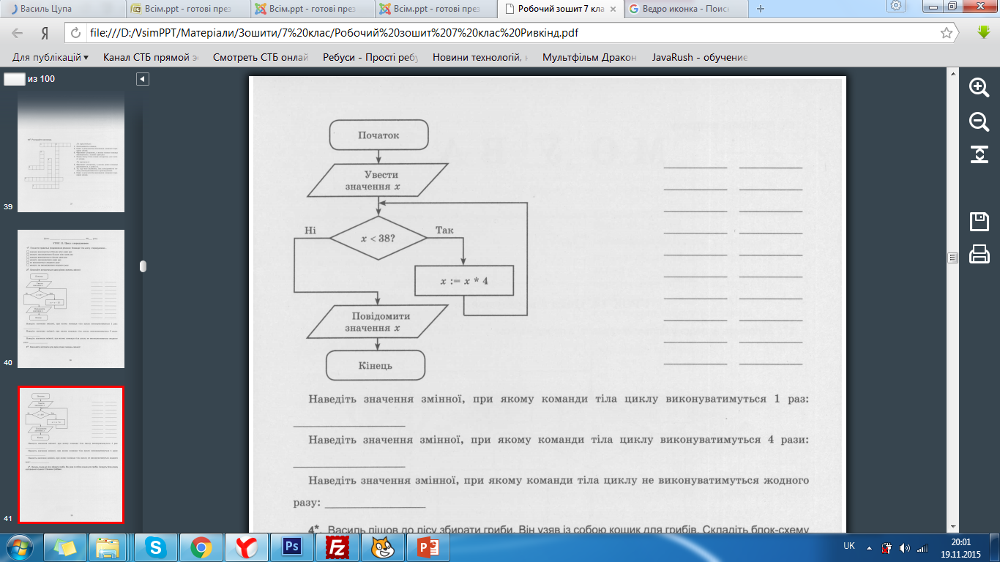 Василь Цупа
Всім.ppt - готові през
Всім.ppt - готові през
Всім.ppt - готові през
Робочий зошит 7 кла
Ведро иконка - Поис
file:///D:/VsimPPT/Матеріали/Зошити/7%20клас/Робочий%20зошит%207%20клас%20Ривкінд.pdf
Для публікацій
Канал СТБ прямой э
Смотреть СТБ онлай
Ребуси - Прості реб
Новини технологій,
Мультфільм Дракон
JavaRush - обучение
из 100
39
40
41
Початок
Увести
значення x
Ні
x < 38?
Так
x := x * 4
Повідомити
значення x
Кінець
Наведіть значення змінної, при якому команди тіла циклу виконуватимуться 1 раз:
Наведіть значення змінної, при якому команди тіла циклу виконуватимуться 4 рази:
Наведіть значення змінної, при якому команди тіла циклу не виконуватимуться жодного
разу:
4*. Василь пішов до лісу збирати гриби. Він узяв із собою кошик для грибів. Складіть блок-схему
UK
20:01
19.11.2015